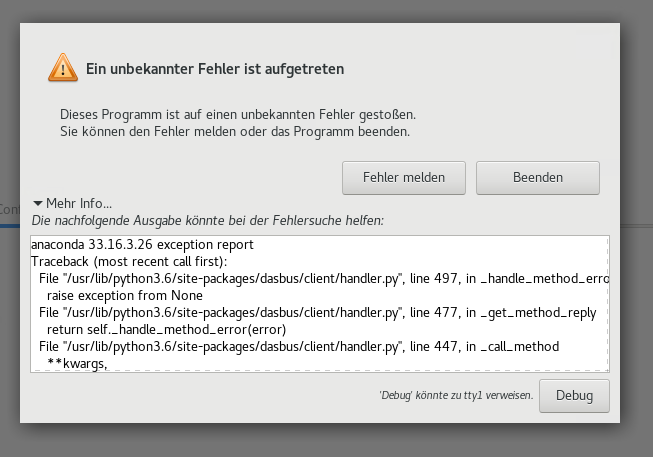 Ein unbekannter Fehler ist aufgetreten
Dieses Programm ist auf einen unbekannten Fehler gestoßen.
Sie können den Fehler melden oder das Programm beenden.
Fehler melden
Beenden
Mehr Info...
Die nachfolgende Ausgabe könnte bei der Fehlersuche helfen:
anaconda 33.16.3.26 exception report
Traceback (most recent call first):
File "/usr/lib/python3.6/site-packages/dasbus/client/handler.py", line 497, in _handle_method_erro
raise exception from None
File "/usr/lib/python3.6/site-packages/dasbus/client/handler.py", line 477, in _get_method_reply
return self._handle_method_error(error)
File "/usr/lib/python3.6/site-packages/dasbus/client/handler.py", line 447, in _call_method
**kwargs,
'Debug' könnte zu tty1 verweisen.
Debug